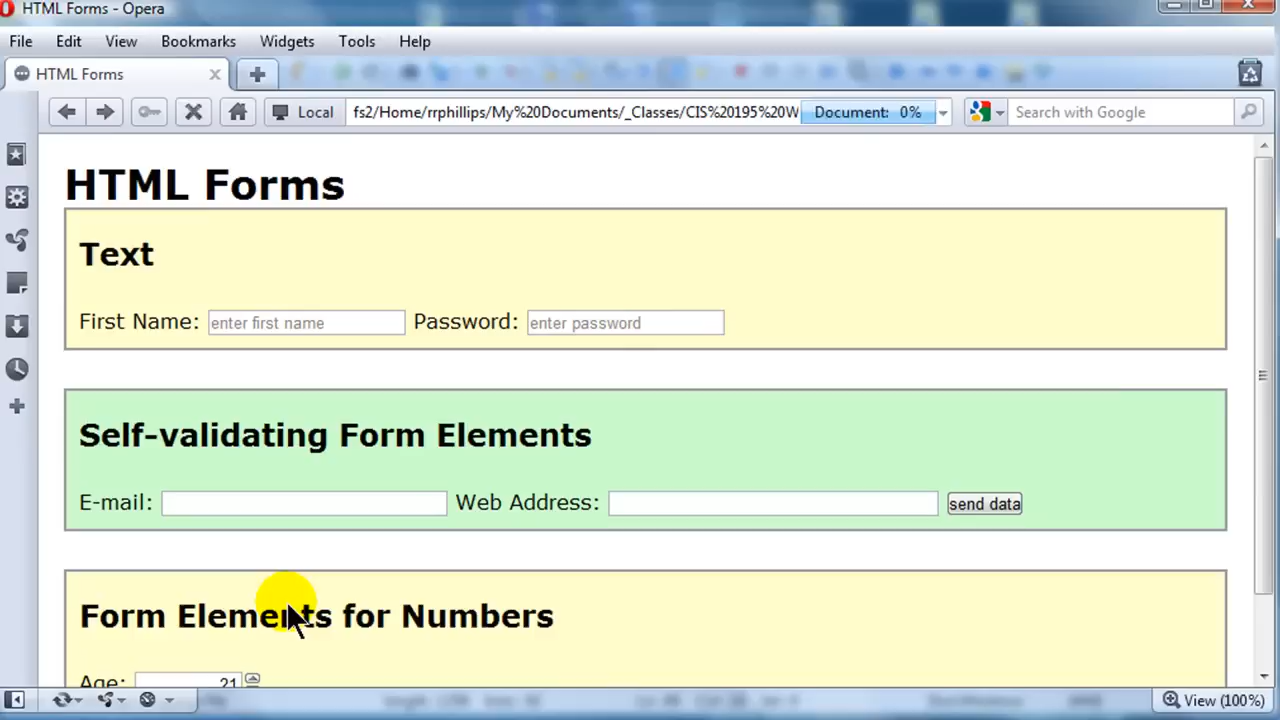 HTML Forms - Opera
File Edit View Bookmarks Widgets Tools Help
HTML Forms
Local fs2/Home/rrphillips/My%20Documents/_Classes/CIS%20195%20W Document: 0% Search with Google
HTML Forms
Text
First Name: enter first name Password: enter password
Self-validating Form Elements
E-mail: Web Address: send data
Form Elements for Numbers
Age: 21
View (100%)